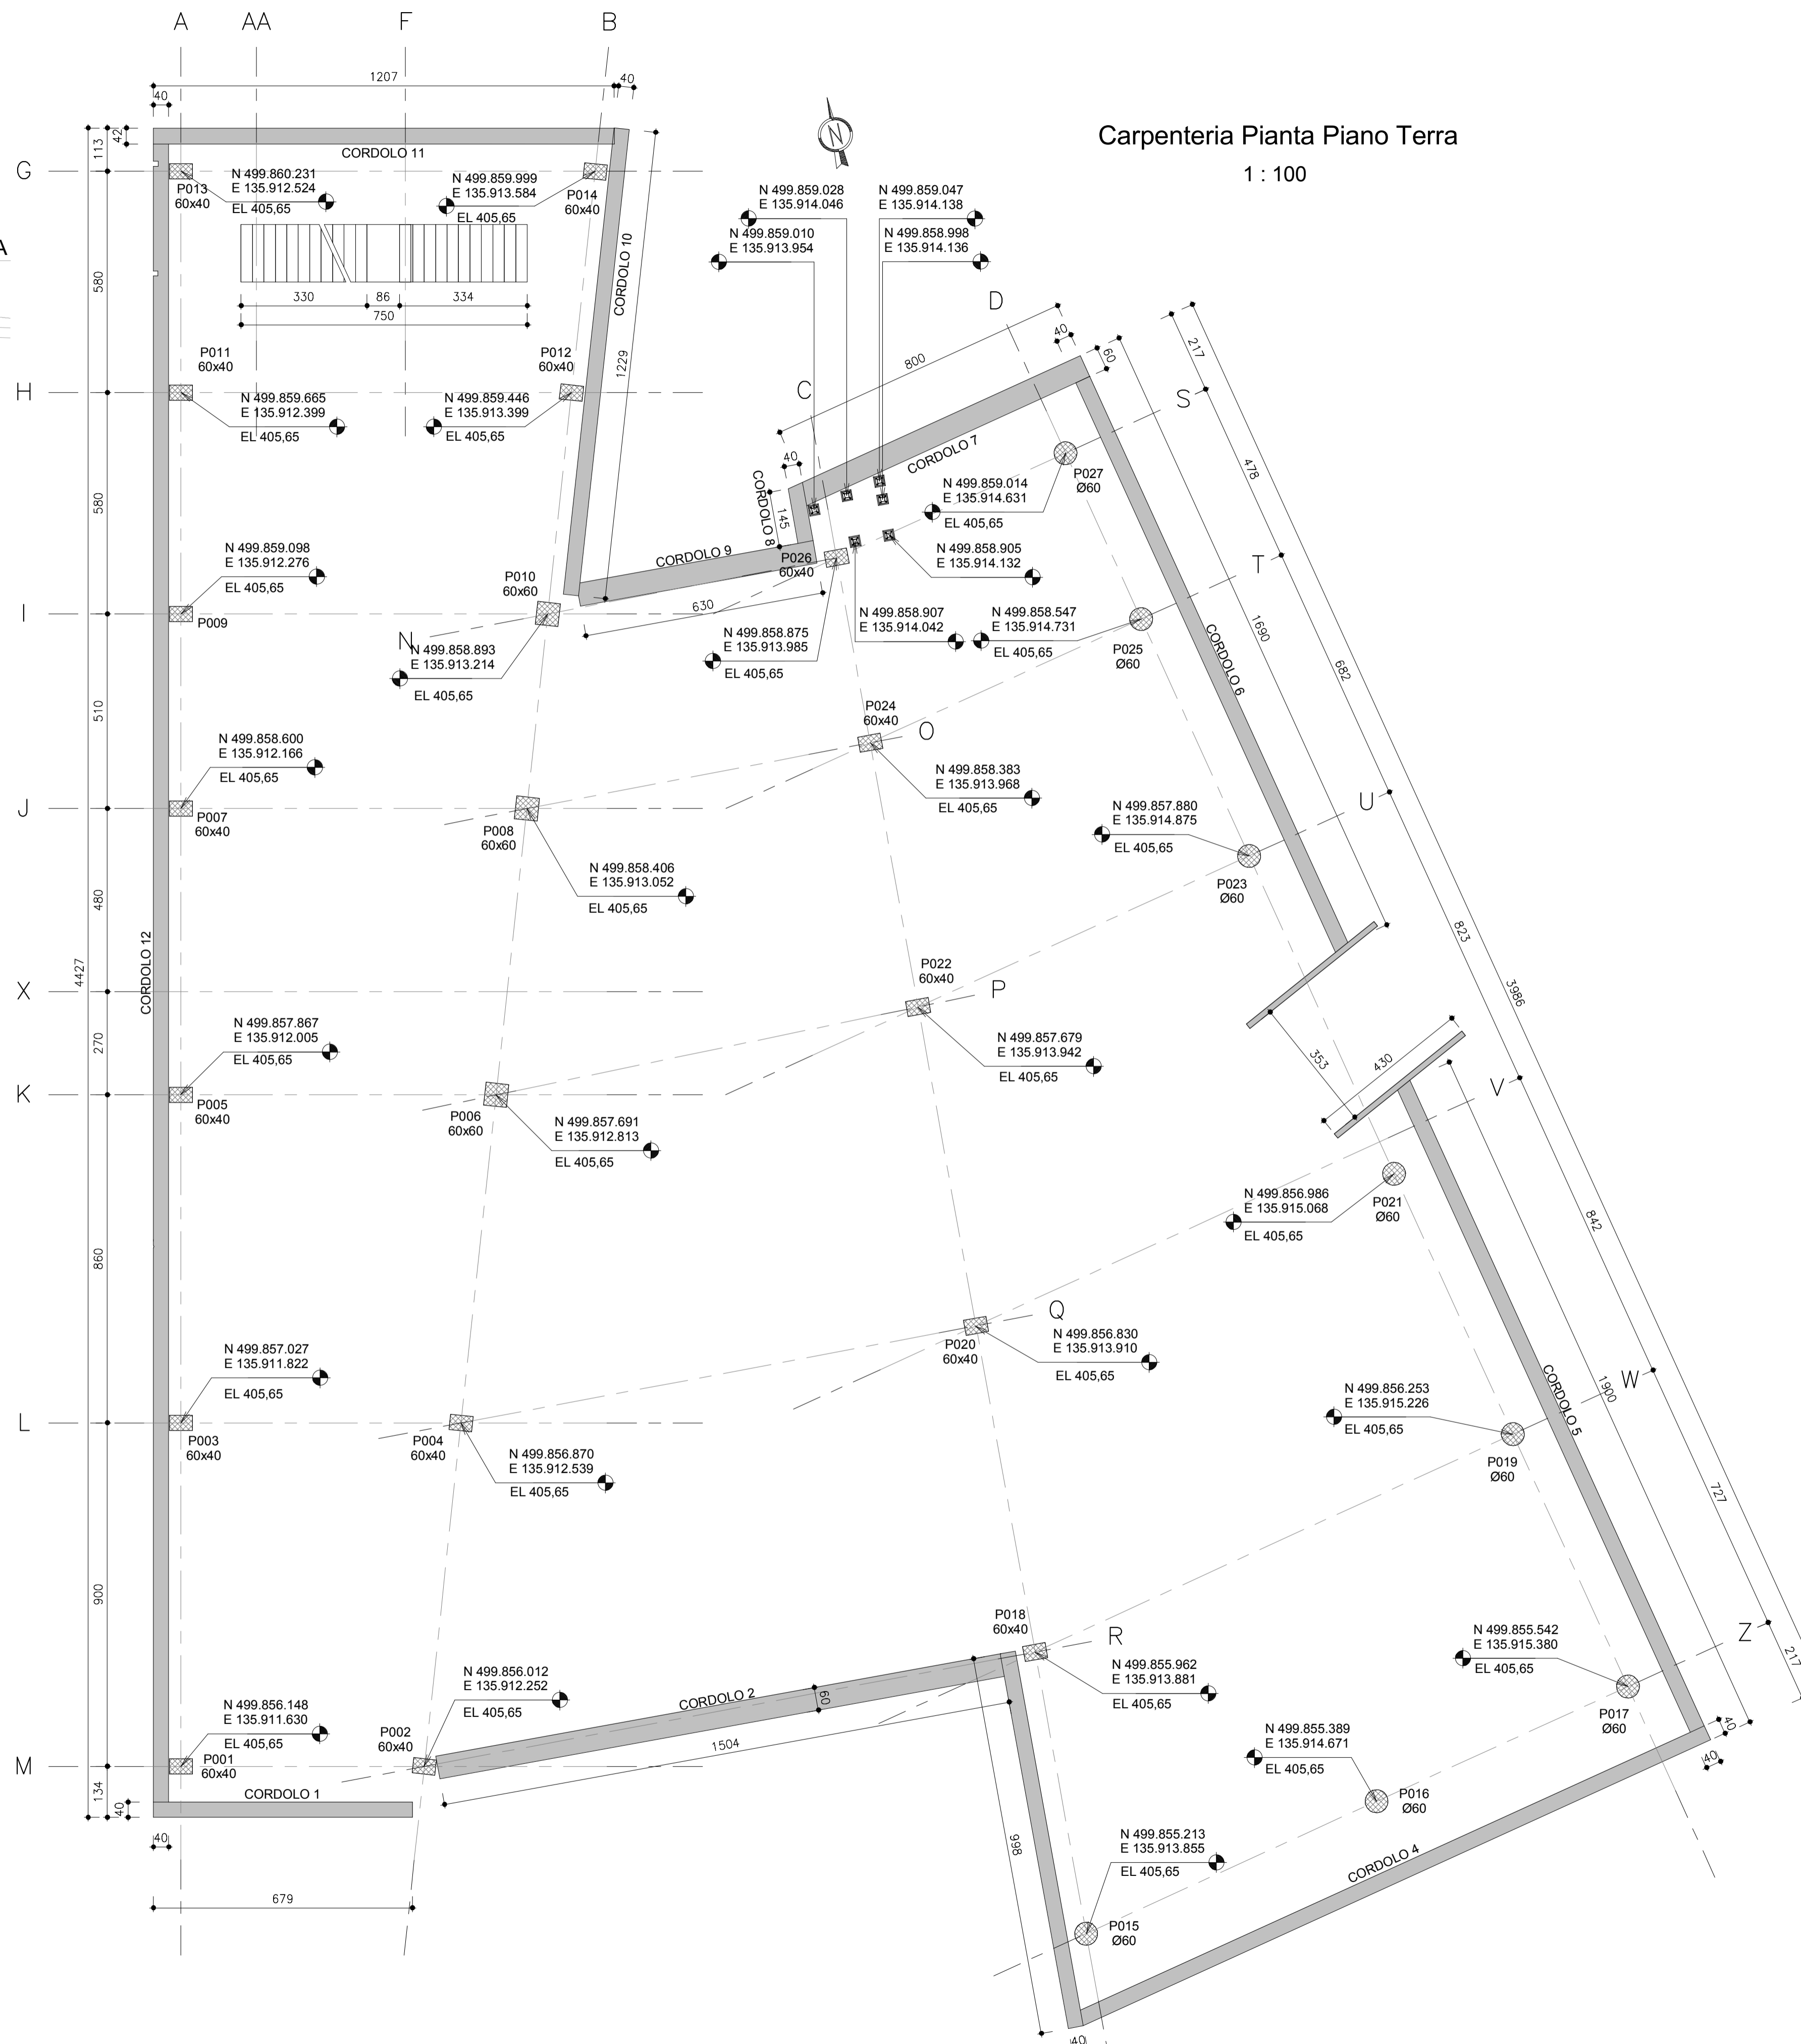 A
AA
F
B
1207
40
40
42
113
Carpenteria Pianta Piano Terra
1 : 100
N
A
G
CORDOLO 11
P013
60x40
N 499.860.231
E 135.912.524
EL 405,65
N 499.859.999
E 135.913.584
EL 405,65
P014
60x40
N 499.859.028
E 135.914.046
N 499.859.047
E 135.914.138
N 499.859.010
E 135.913.954
N 499.858.998
E 135.914.136
CORDOLO 10
1229
580
330
86
334
750
D
217
S
P011
60x40
P012
60x40
H
N 499.859.665
E 135.912.399
EL 405,65
N 499.859.446
E 135.913.399
EL 405,65
C
800
40
60
40
CORDOLO 7
CORDOLO 8
145
P027
Ø60
N 499.859.014
E 135.914.631
EL 405,65
478
580
N 499.859.098
E 135.912.276
P010
60x60
CORDOLO 9
P026
60x40
N 499.858.905
E 135.914.132
T
I
P009
630
N
N 499.858.893
E 135.913.214
EL 405,65
N 499.858.875
E 135.913.985
EL 405,65
N 499.858.907
E 135.914.042
N 499.858.547
E 135.914.731
EL 405,65
P025
Ø60
1690
CORDOLO 6
682
510
P024
60x40
O
N 499.858.600
E 135.912.166
EL 405,65
N 499.858.383
E 135.913.968
EL 405,65
J
P007
60x40
P008
60x60
N 499.857.880
E 135.914.875
EL 405,65
U
N 499.858.406
E 135.913.052
EL 405,65
P023
Ø60
480
4427
CORDOLO 12
823
3986
X
P022
60x40
P
N 499.857.867
E 135.912.005
EL 405,65
270
N 499.857.679
E 135.913.942
EL 405,65
353
430
V
K
P005
60x40
P006
60x60
N 499.857.691
E 135.912.813
EL 405,65
N 499.856.986
E 135.915.068
EL 405,65
P021
Ø60
842
860
Q
P020
60x40
N 499.856.830
E 135.913.910
EL 405,65
N 499.857.027
E 135.911.822
EL 405,65
N 499.856.253
E 135.915.226
EL 405,65
CORDOLO 5
1900
W
L
P003
60x40
P004
60x40
N 499.856.870
E 135.912.539
EL 405,65
P019
Ø60
727
900
P018
60x40
R
N 499.855.962
E 135.913.881
EL 405,65
N 499.855.542
E 135.915.380
EL 405,65
Z
217
N 499.856.012
E 135.912.252
EL 405,65
CORDOLO 2
60
1504
N 499.856.148
E 135.911.630
EL 405,65
P002
60x40
P017
Ø60
40
40
M
P001
60x40
N 499.855.389
E 135.914.671
EL 405,65
134
40
CORDOLO 1
P016
Ø60
40
998
N 499.855.213
E 135.913.855
EL 405,65
CORDOLO 4
679
P015
Ø60
40